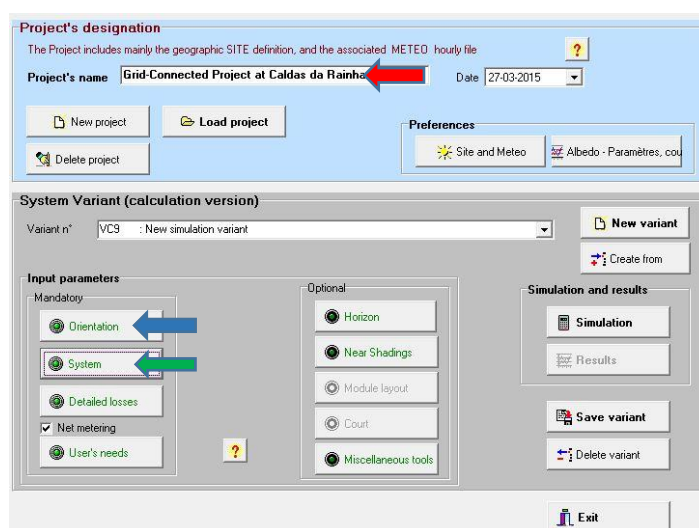 Project's designation
The Project includes mainly the geographic SITE definition, and the associated METEO hourly file
?
Project's name Grid-Connected Project at Caldas da Rainha Date 27-03-2015
New project Load project
Delete project
Preferences
Site and Meteo Albedo - Paramètres, cou
System Variant (calculation version)
Variant n° VC9 : New simulation variant
New variant
Create from
Input parameters
Mandatory
Orientation
System
Detailed losses
Net metering
User's needs
?
Optional
Horizon
Near Shadings
Module layout
Court
Miscellaneous tools
Simulation and results
Simulation
Results
Save variant
Delete variant
Exit